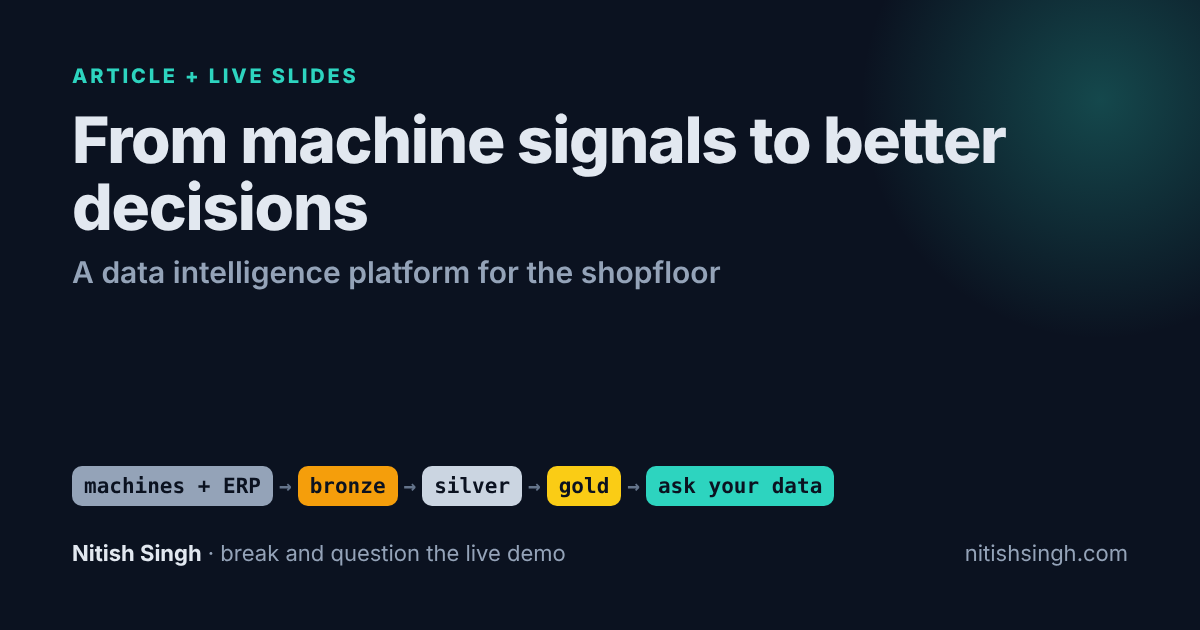 ARTICLE + LIVE SLIDES
From machine signals to better
decisions
A data intelligence platform for the shopfloor
machines + ERP → bronze → silver → gold → ask your data
Nitish Singh · break and question the live demo
nitishsingh.com